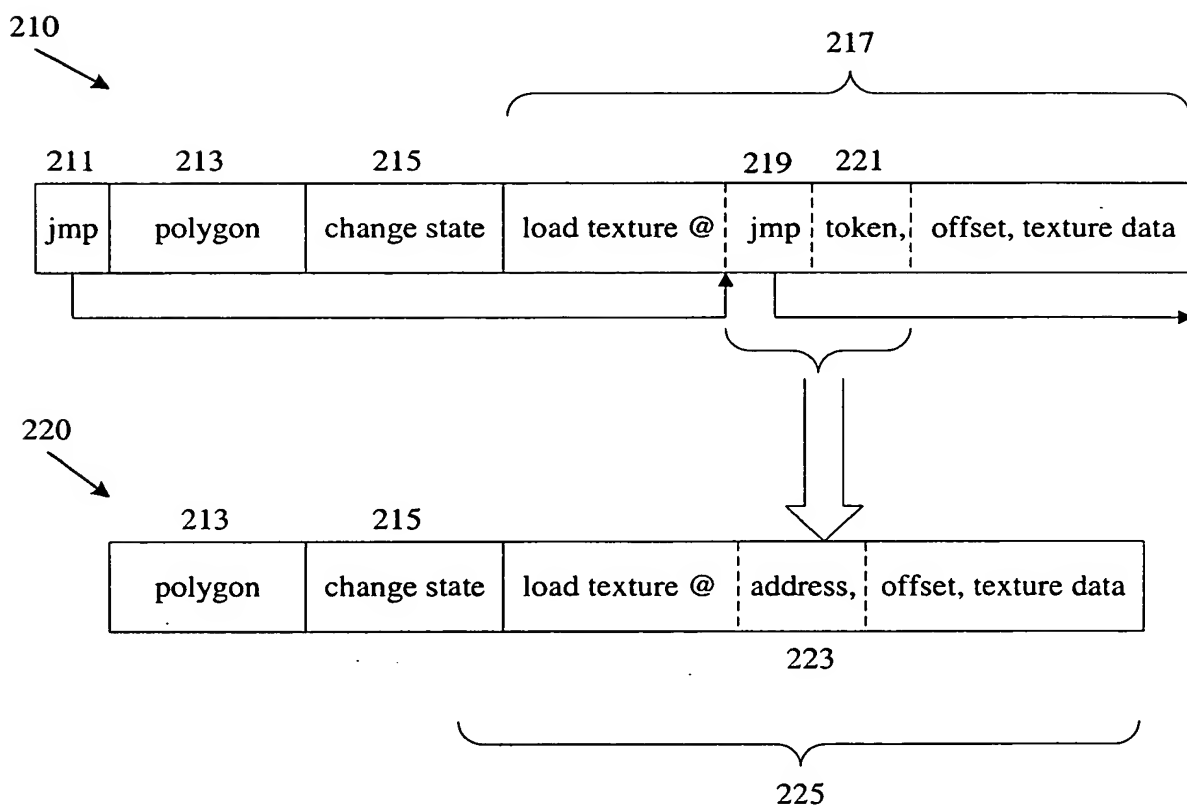 210
217
211 213 215 219 221
jmp polygon change state load texture @ jmp token, offset, texture data
220
213 215
polygon change state load texture @ address, offset, texture data
223
225